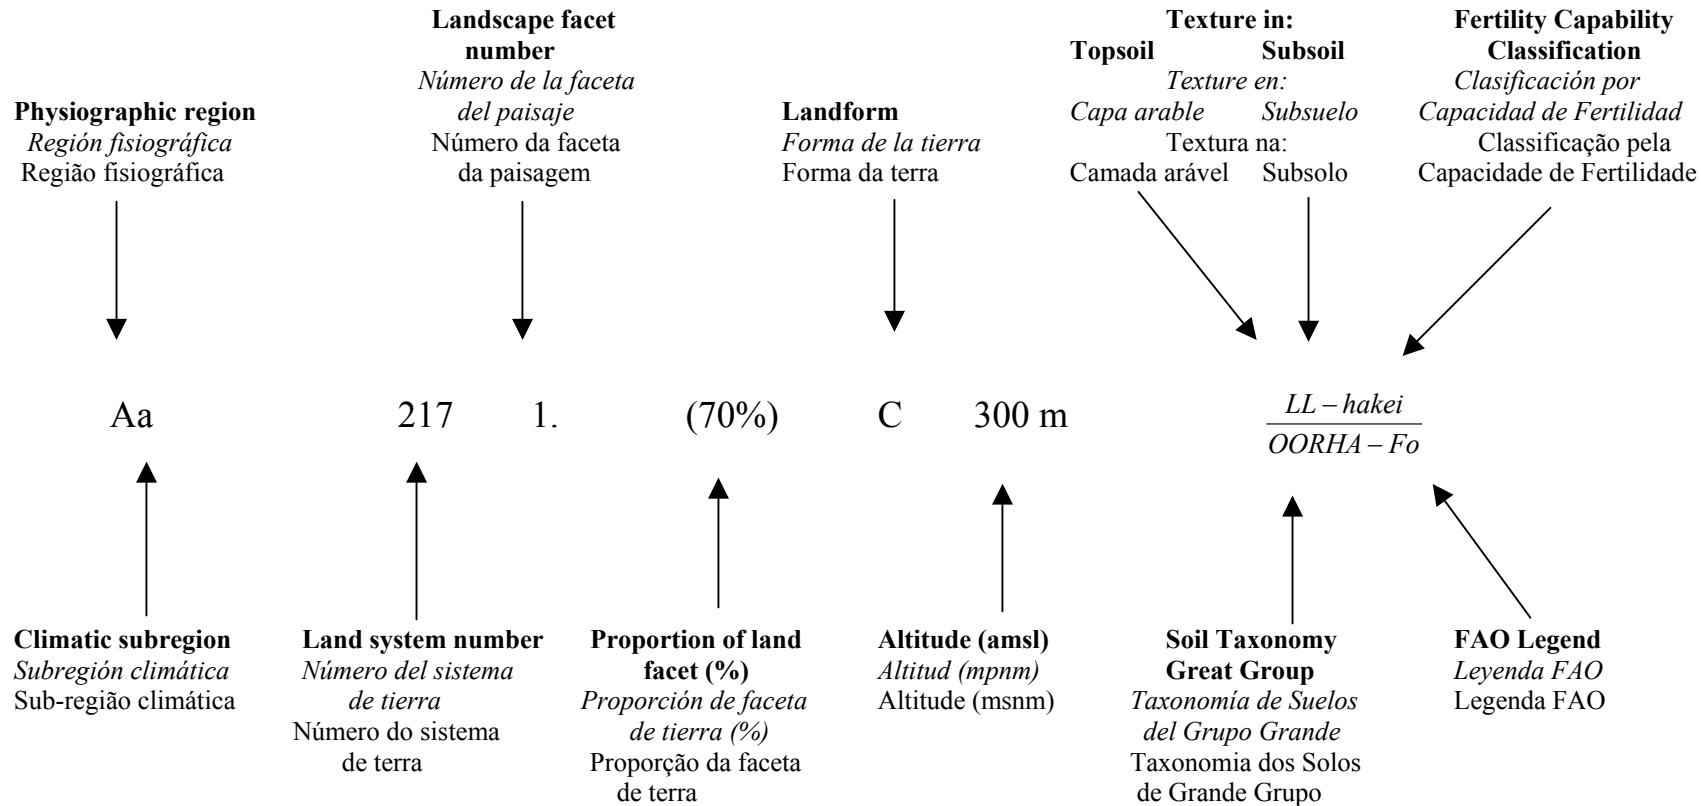 Physiographic region
Región fisiográfica
Região fisiográfica
Landscape facet
number
Número de la faceta
del paisaje
Número da faceta
da paisagem
Landform
Forma de la tierra
Forma da terra
Texture in:
Topsoil Subsoil
Texture en:
Capa arable Subsuelo
Textura na:
Camada arável Subsolo
Fertility Capability
Classification
Clasificación por
Capacidad de Fertilidad
Classificação pela
Capacidade de Fertilidade
Aa 217 1. (70%) C 300 m
LL – hakei
OORHA – Fo
Climatic subregion
Subregión climática
Sub-região climática
Land system number
Número del sistema
de tierra
Número do sistema
de terra
Proportion of land
facet (%)
Proporción de faceta
de tierra (%)
Proporção da faceta
de terra
Altitude (amsl)
Altitud (mpnm)
Altitude (msnm)
Soil Taxonomy
Great Group
Taxonomía de Suelos
del Grupo Grande
Taxonomia dos Solos
de Grande Grupo
FAO Legend
Leyenda FAO
Legenda FAO